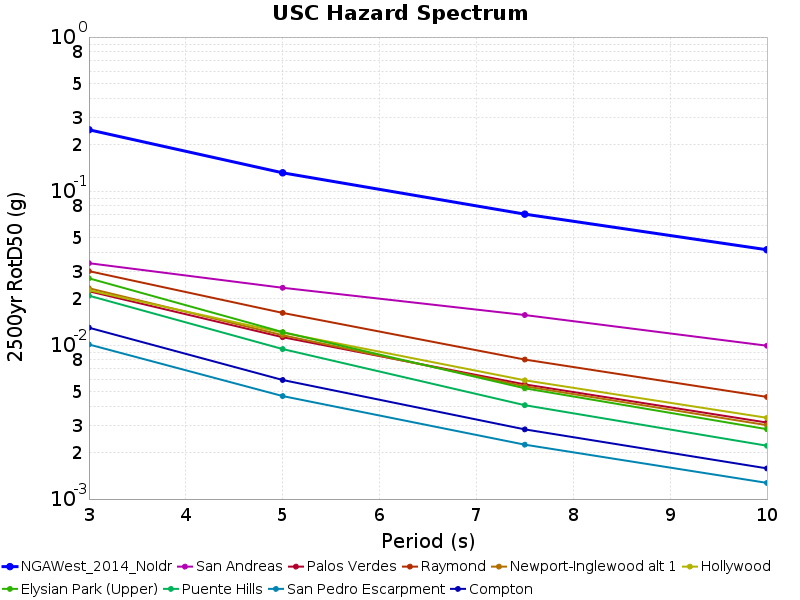 USC Hazard Spectrum
10^0
8
5
3
2
10^-1
8
5
3
2
10^-2
8
5
3
2
10^-3
2500yr RotD50 (g)
3 4 5 6 7 8 9 10
Period (s)
NGAWest_2014_NoIdr San Andreas Palos Verdes Raymond Newport-Inglewood alt 1 Hollywood
Elysian Park (Upper) Puente Hills San Pedro Escarpment Compton